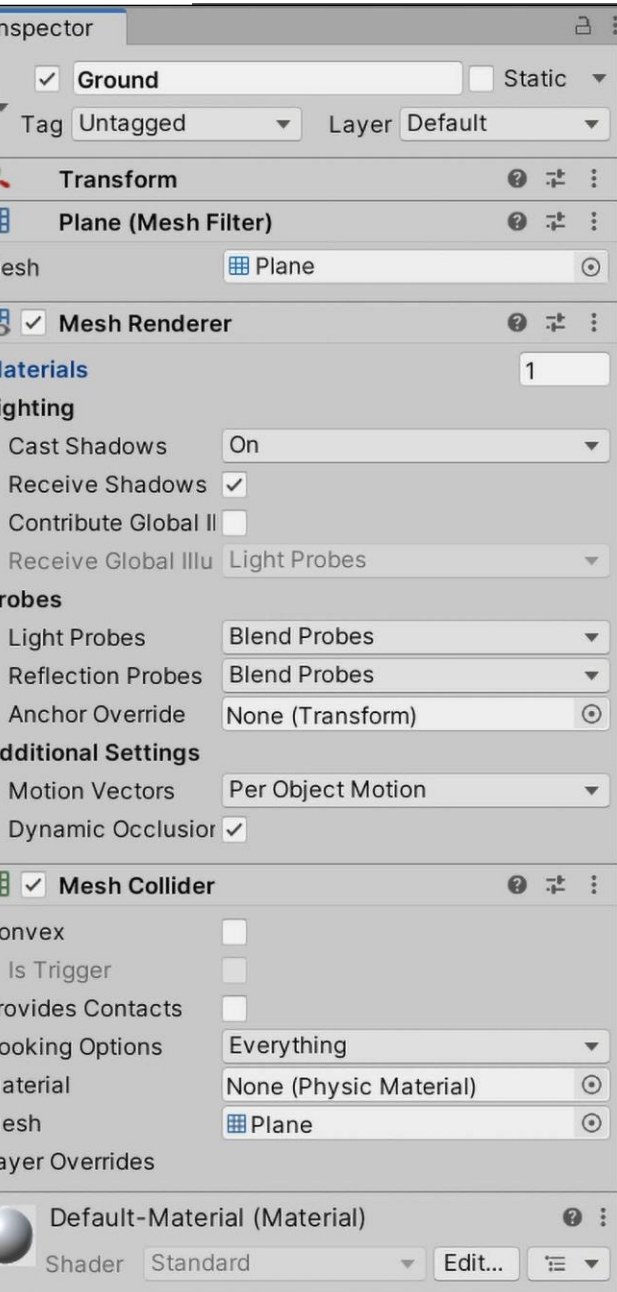 nspector
Ground
Static
Tag Untagged Layer Default
Transform
Plane (Mesh Filter)
esh Plane
Mesh Renderer
aterials 1
ighting
Cast Shadows On
Receive Shadows
Contribute Global Il
Receive Global Illu Light Probes
robes
Light Probes Blend Probes
Reflection Probes Blend Probes
Anchor Override None (Transform)
dditional Settings
Motion Vectors Per Object Motion
Dynamic Occlusion
Mesh Collider
onvex
Is Trigger
rovides Contacts
ooking Options Everything
aterial None (Physic Material)
esh Plane
ayer Overrides
Default-Material (Material)
Shader Standard Edit...